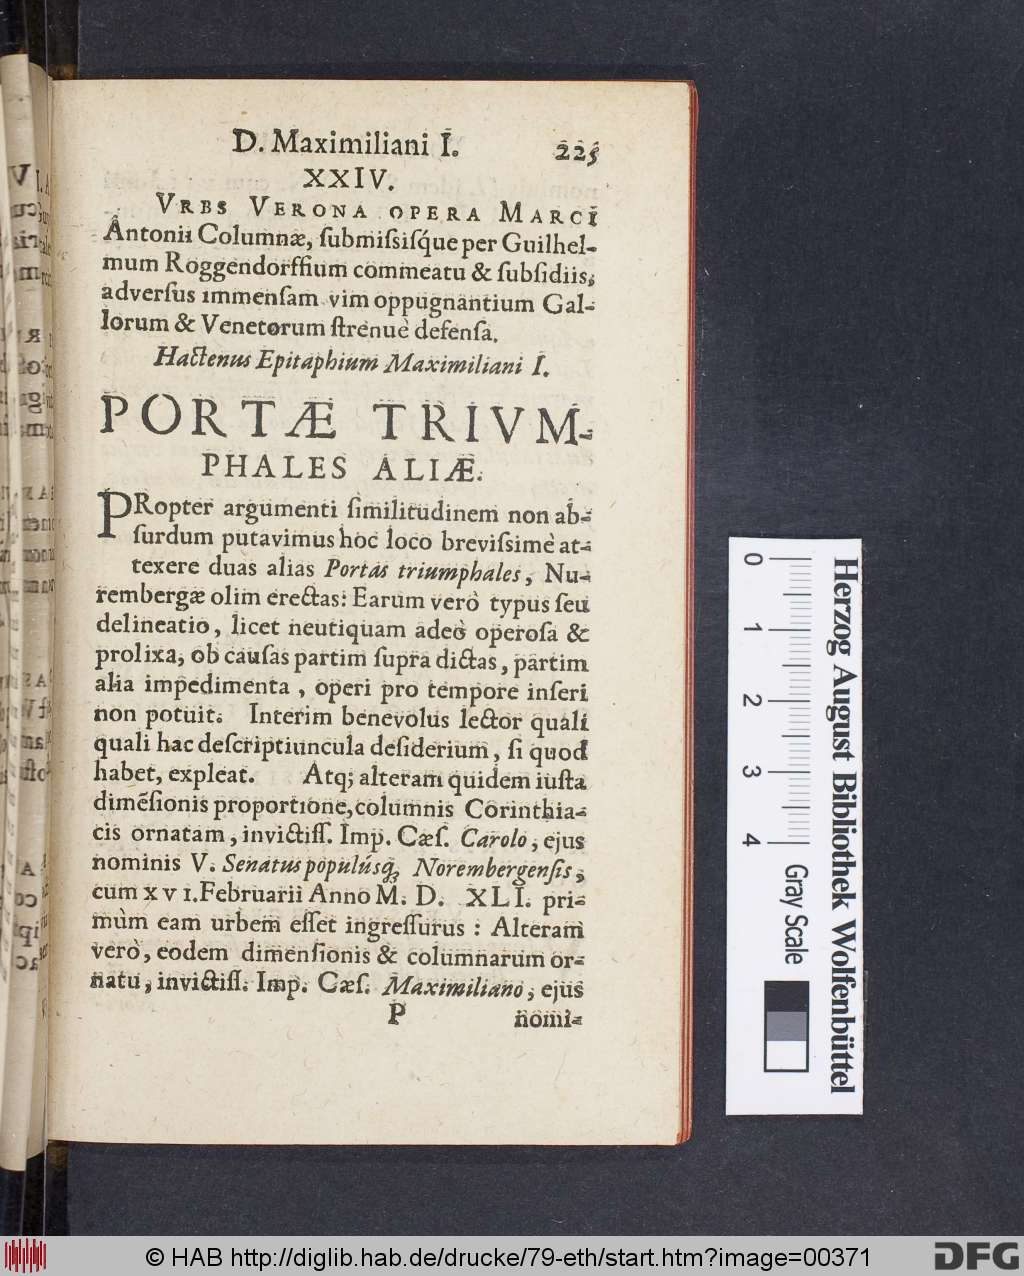 D. Maximiliani I. 225
XXIV.
VRBS VERONA OPERA MARCI
Antonii Columnæ, submissisq́ue per Guilhel-
mum Roggendorffium commeatu & subsidiis,
adversus immensam vim oppugnantium Gal-
lorum & Venetorum strenuè defensa.
Hactenus Epitaphium Maximiliani I.
PORTÆ TRIVM-
PHALES ALIÆ.
PRopter argumenti similitudinem non ab-
surdum putavimus hoc loco brevissimè at-
texere duas alias Portas triumphales, Nu-
rembergæ olim erectas: Earum verò typus seu
delineatio, licet neutiquam adeò operosa &
prolixa, ob causas partim supra dictas, partim
alia impedimenta, operi pro tempore inseri
non potuit. Interim benevolus lector quali
quali hac descriptiuncula desiderium, si quod
habet, expleat. Atq; alteram quidem iusta
dimẽsionis proportione, columnis Corinthia-
cis ornatam, invictiss. Imp. Cæs. Carolo, ejus
nominis V. Senatus populúsq; Norembergensis,
cum XVI. Februarii Anno M. D. XLI. pri-
mùm eam urbem esset ingressurus: Alteram
verò, eodem dimensionis & columnarum or-
natu, invictiss. Imp. Cæs. Maximiliano, ejus
P nomi-
0 1 2 3 4
Gray Scale
Herzog August Bibliothek Wolfenbüttel
© HAB http://diglib.hab.de/drucke/79-eth/start.htm?image=00371
DFG